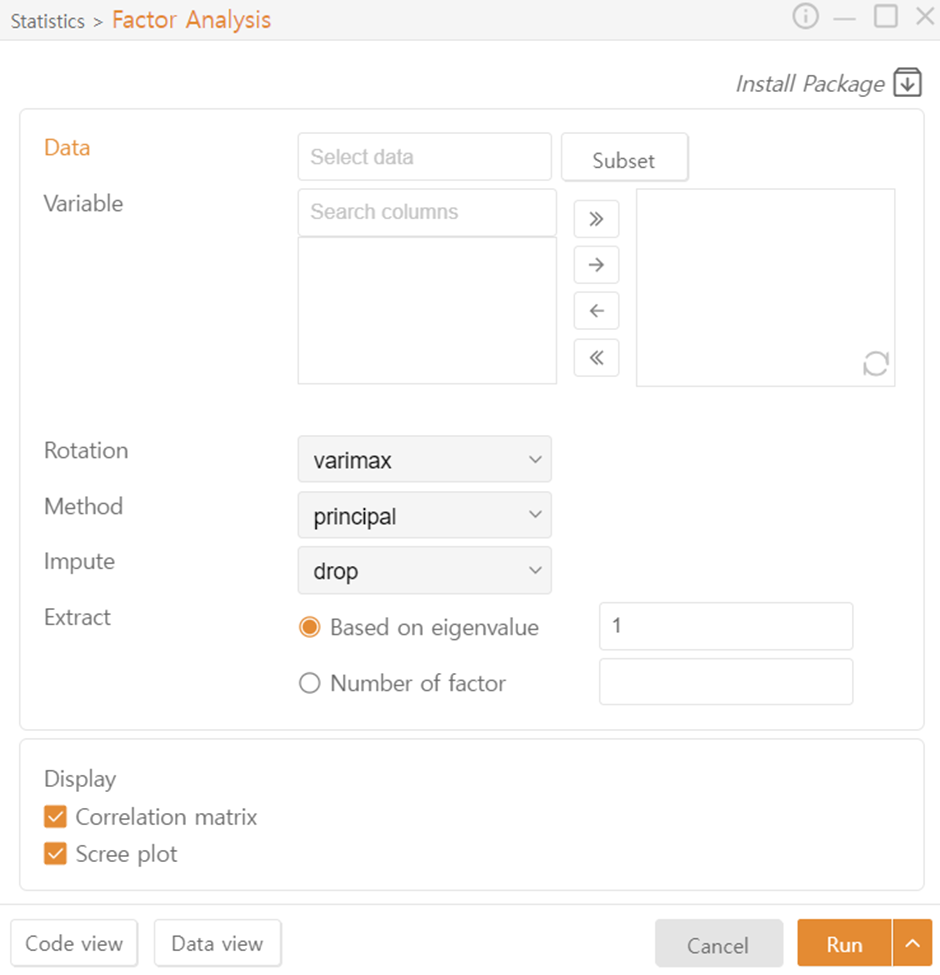 Statistics > Factor Analysis
Install Package
Data
Select data
Subset
Variable
Search columns
Rotation
varimax
Method
principal
Impute
drop
Extract
Based on eigenvalue
1
Number of factor
Display
Correlation matrix
Scree plot
Code view
Data view
Cancel
Run